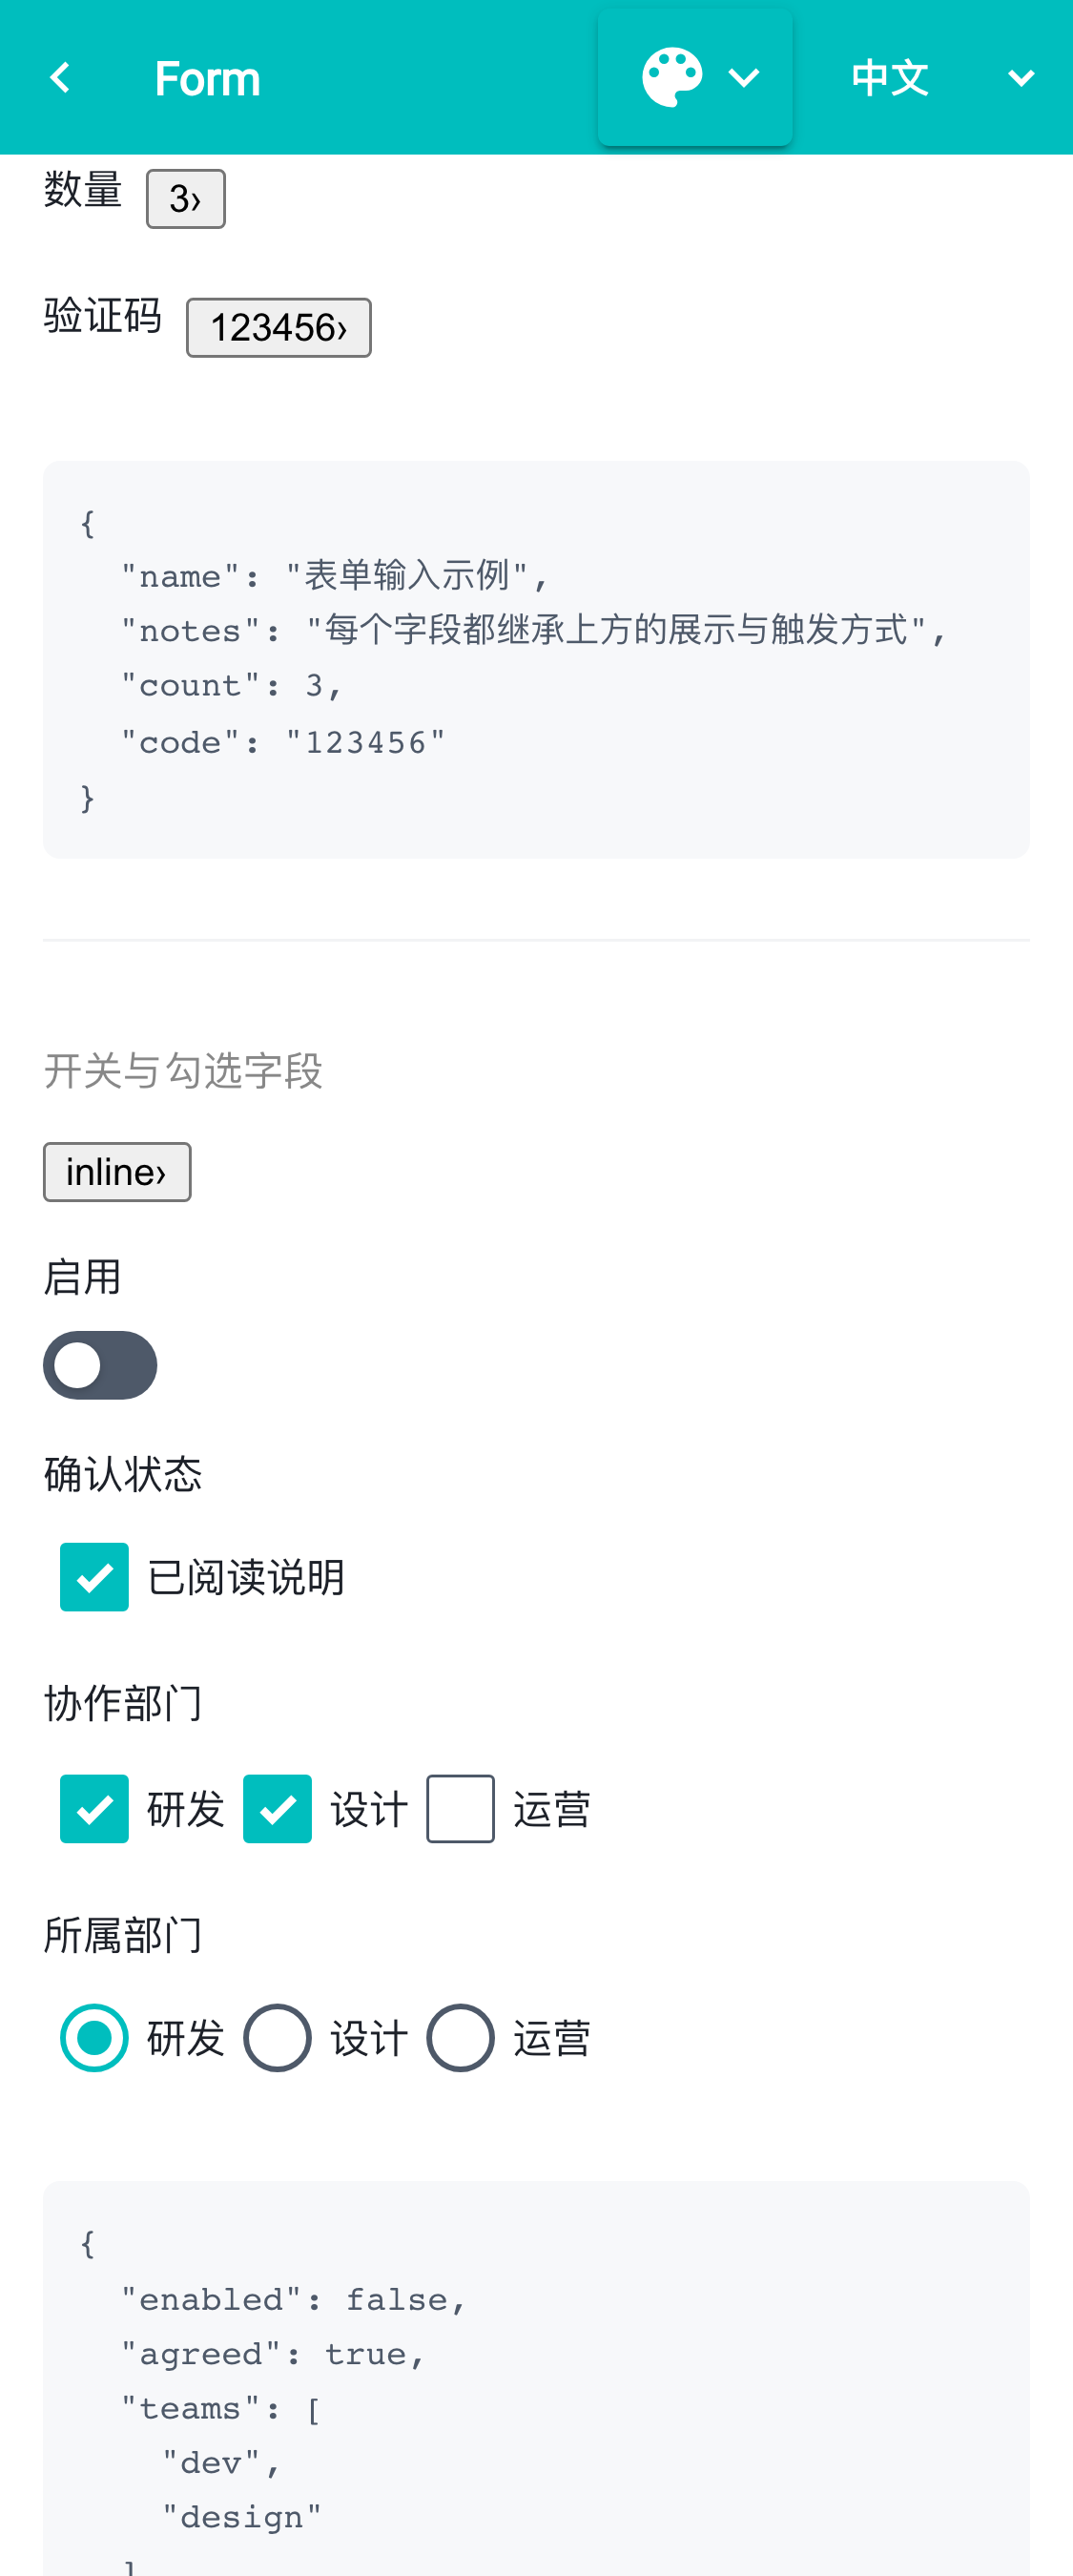 Form
中文
数量 3›
验证码 123456›
{
"name": "表单输入示例",
"notes": "每个字段都继承上方的展示与触发方式",
"count": 3,
"code": "123456"
}
开关与勾选字段
inline›
启用
确认状态
已阅读说明
协作部门
研发 设计 运营
所属部门
研发 设计 运营
{
"enabled": false,
"agreed": true,
"teams": [
"dev",
"design"
]